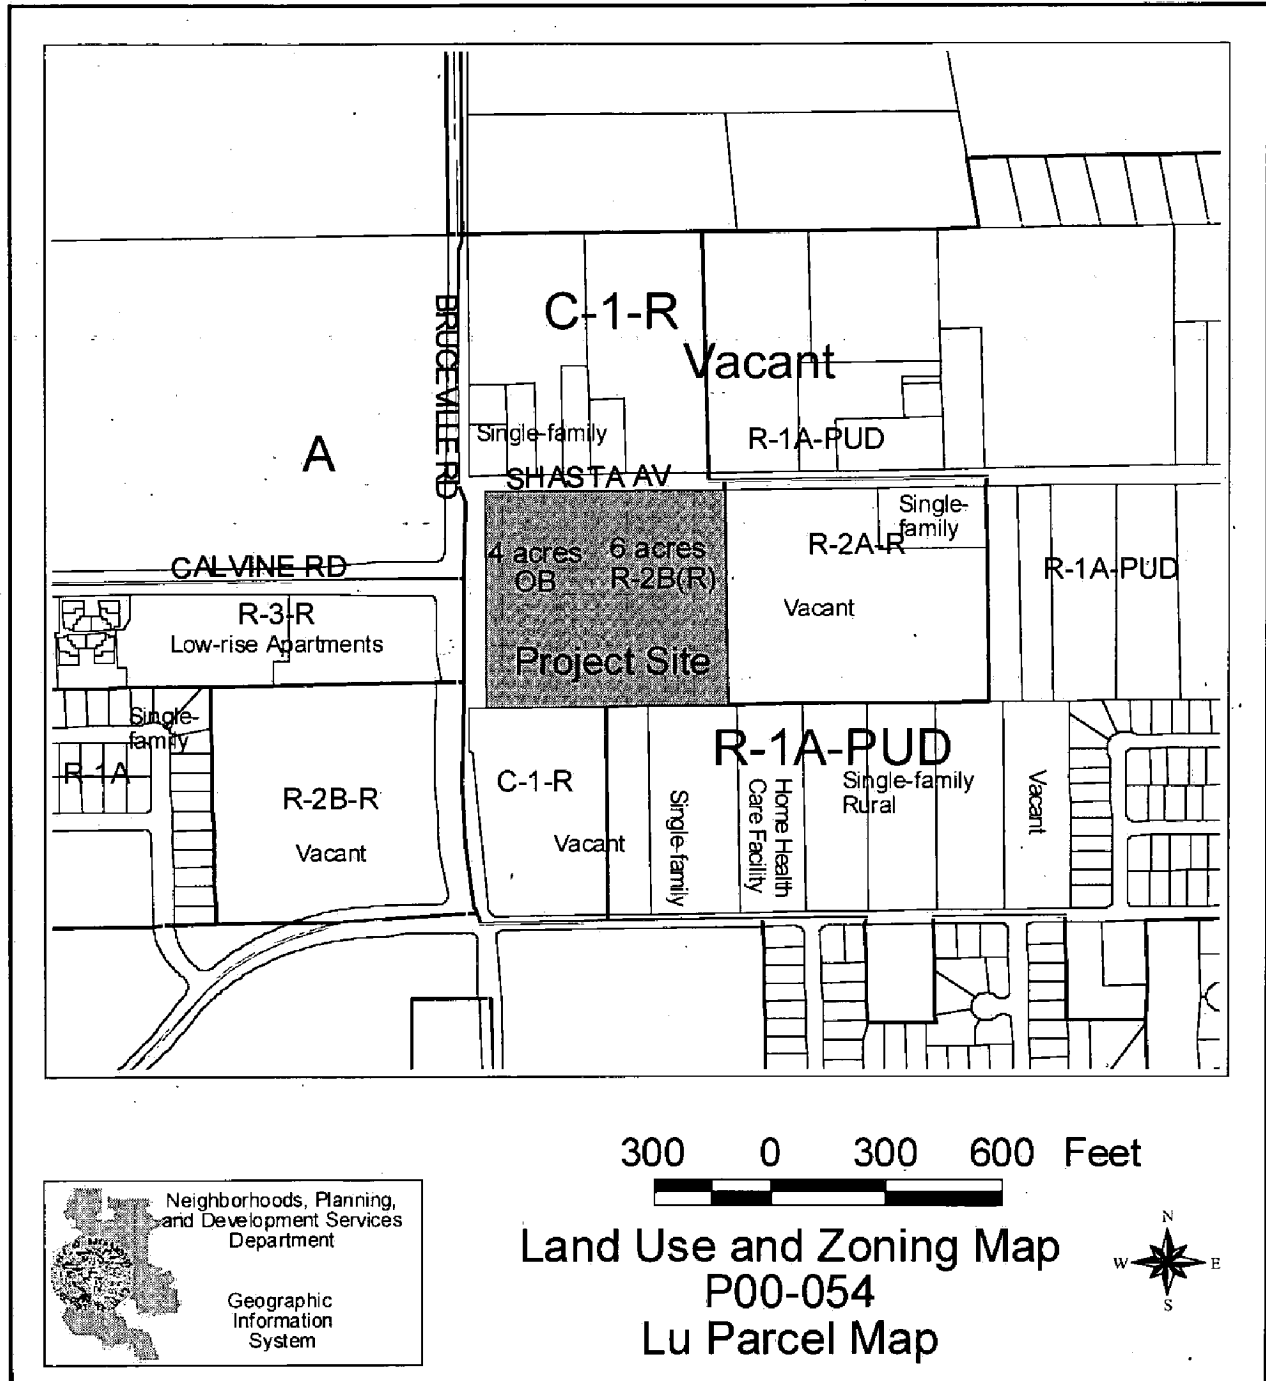 C-1-R
Vacant
BRUCEVILLE RD
Single-family
R-1A-PUD
A
SHASTA AV
Single-
family
4 acres
OB
6 acres
R-2B(R)
R-2A-R
R-1A-PUD
CALVINE RD
Vacant
R-3-R
Low-rise Apartments
Project Site
Single-
family
R-1A
R-1A-PUD
C-1-R
Single-family
Rural
Home Health
Care Facility
Single-family
Vacant
R-2B-R
Vacant
Vacant
300 0 300 600 Feet
Neighborhoods, Planning,
and Development Services
Department
Geographic
Information
System
Land Use and Zoning Map
P00-054
Lu Parcel Map
N
W
E
S